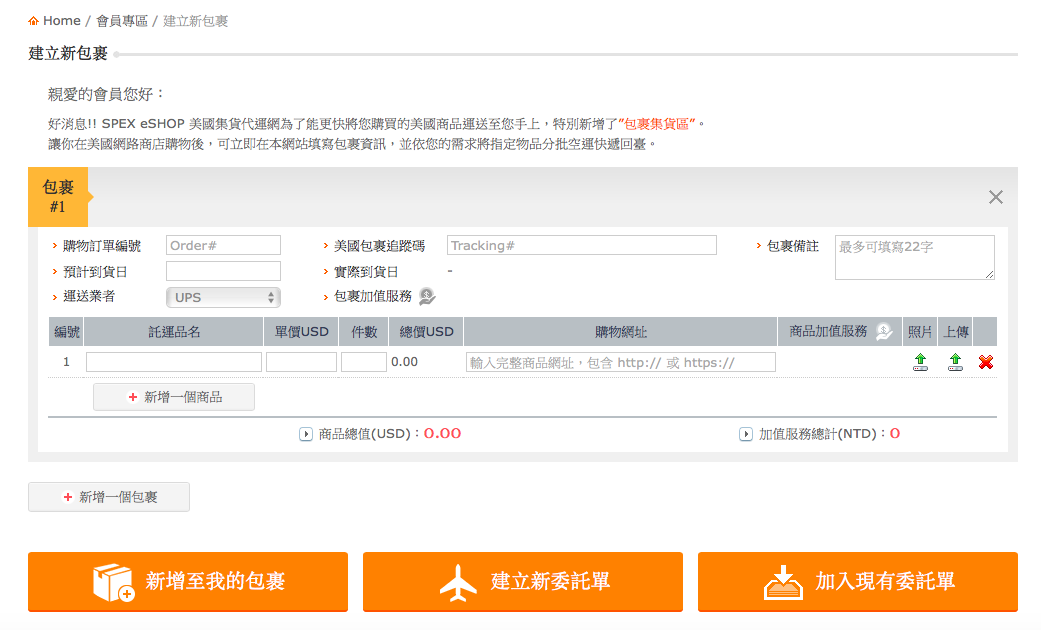 Home / 會員專區 / 建立新包裹
建立新包裹
親愛的會員您好：
好消息!! SPEX eSHOP 美國集貨代運網為了能更快將您購買的美國商品運送至您手上，特別新增了"包裹集貨區"。
讓你在美國網路商店購物後，可立即在本網站填寫包裹資訊，並依您的需求將指定物品分批空運快遞回臺。
包裹
#1
購物訂單編號 Order# 美國包裹追蹤碼 Tracking# 包裹備註 最多可填寫22字
預計到貨日 實際到貨日 -
運送業者 UPS 包裹加值服務
編號 託運品名 單價USD 件數 總價USD 購物網址 商品加值服務 照片 上傳
1 0.00 輸入完整商品網址，包含 http:// 或 https://
+ 新增一個商品
商品總值(USD)：0.00 加值服務總計(NTD)：0
+ 新增一個包裹
新增至我的包裹 建立新委託單 加入現有委託單